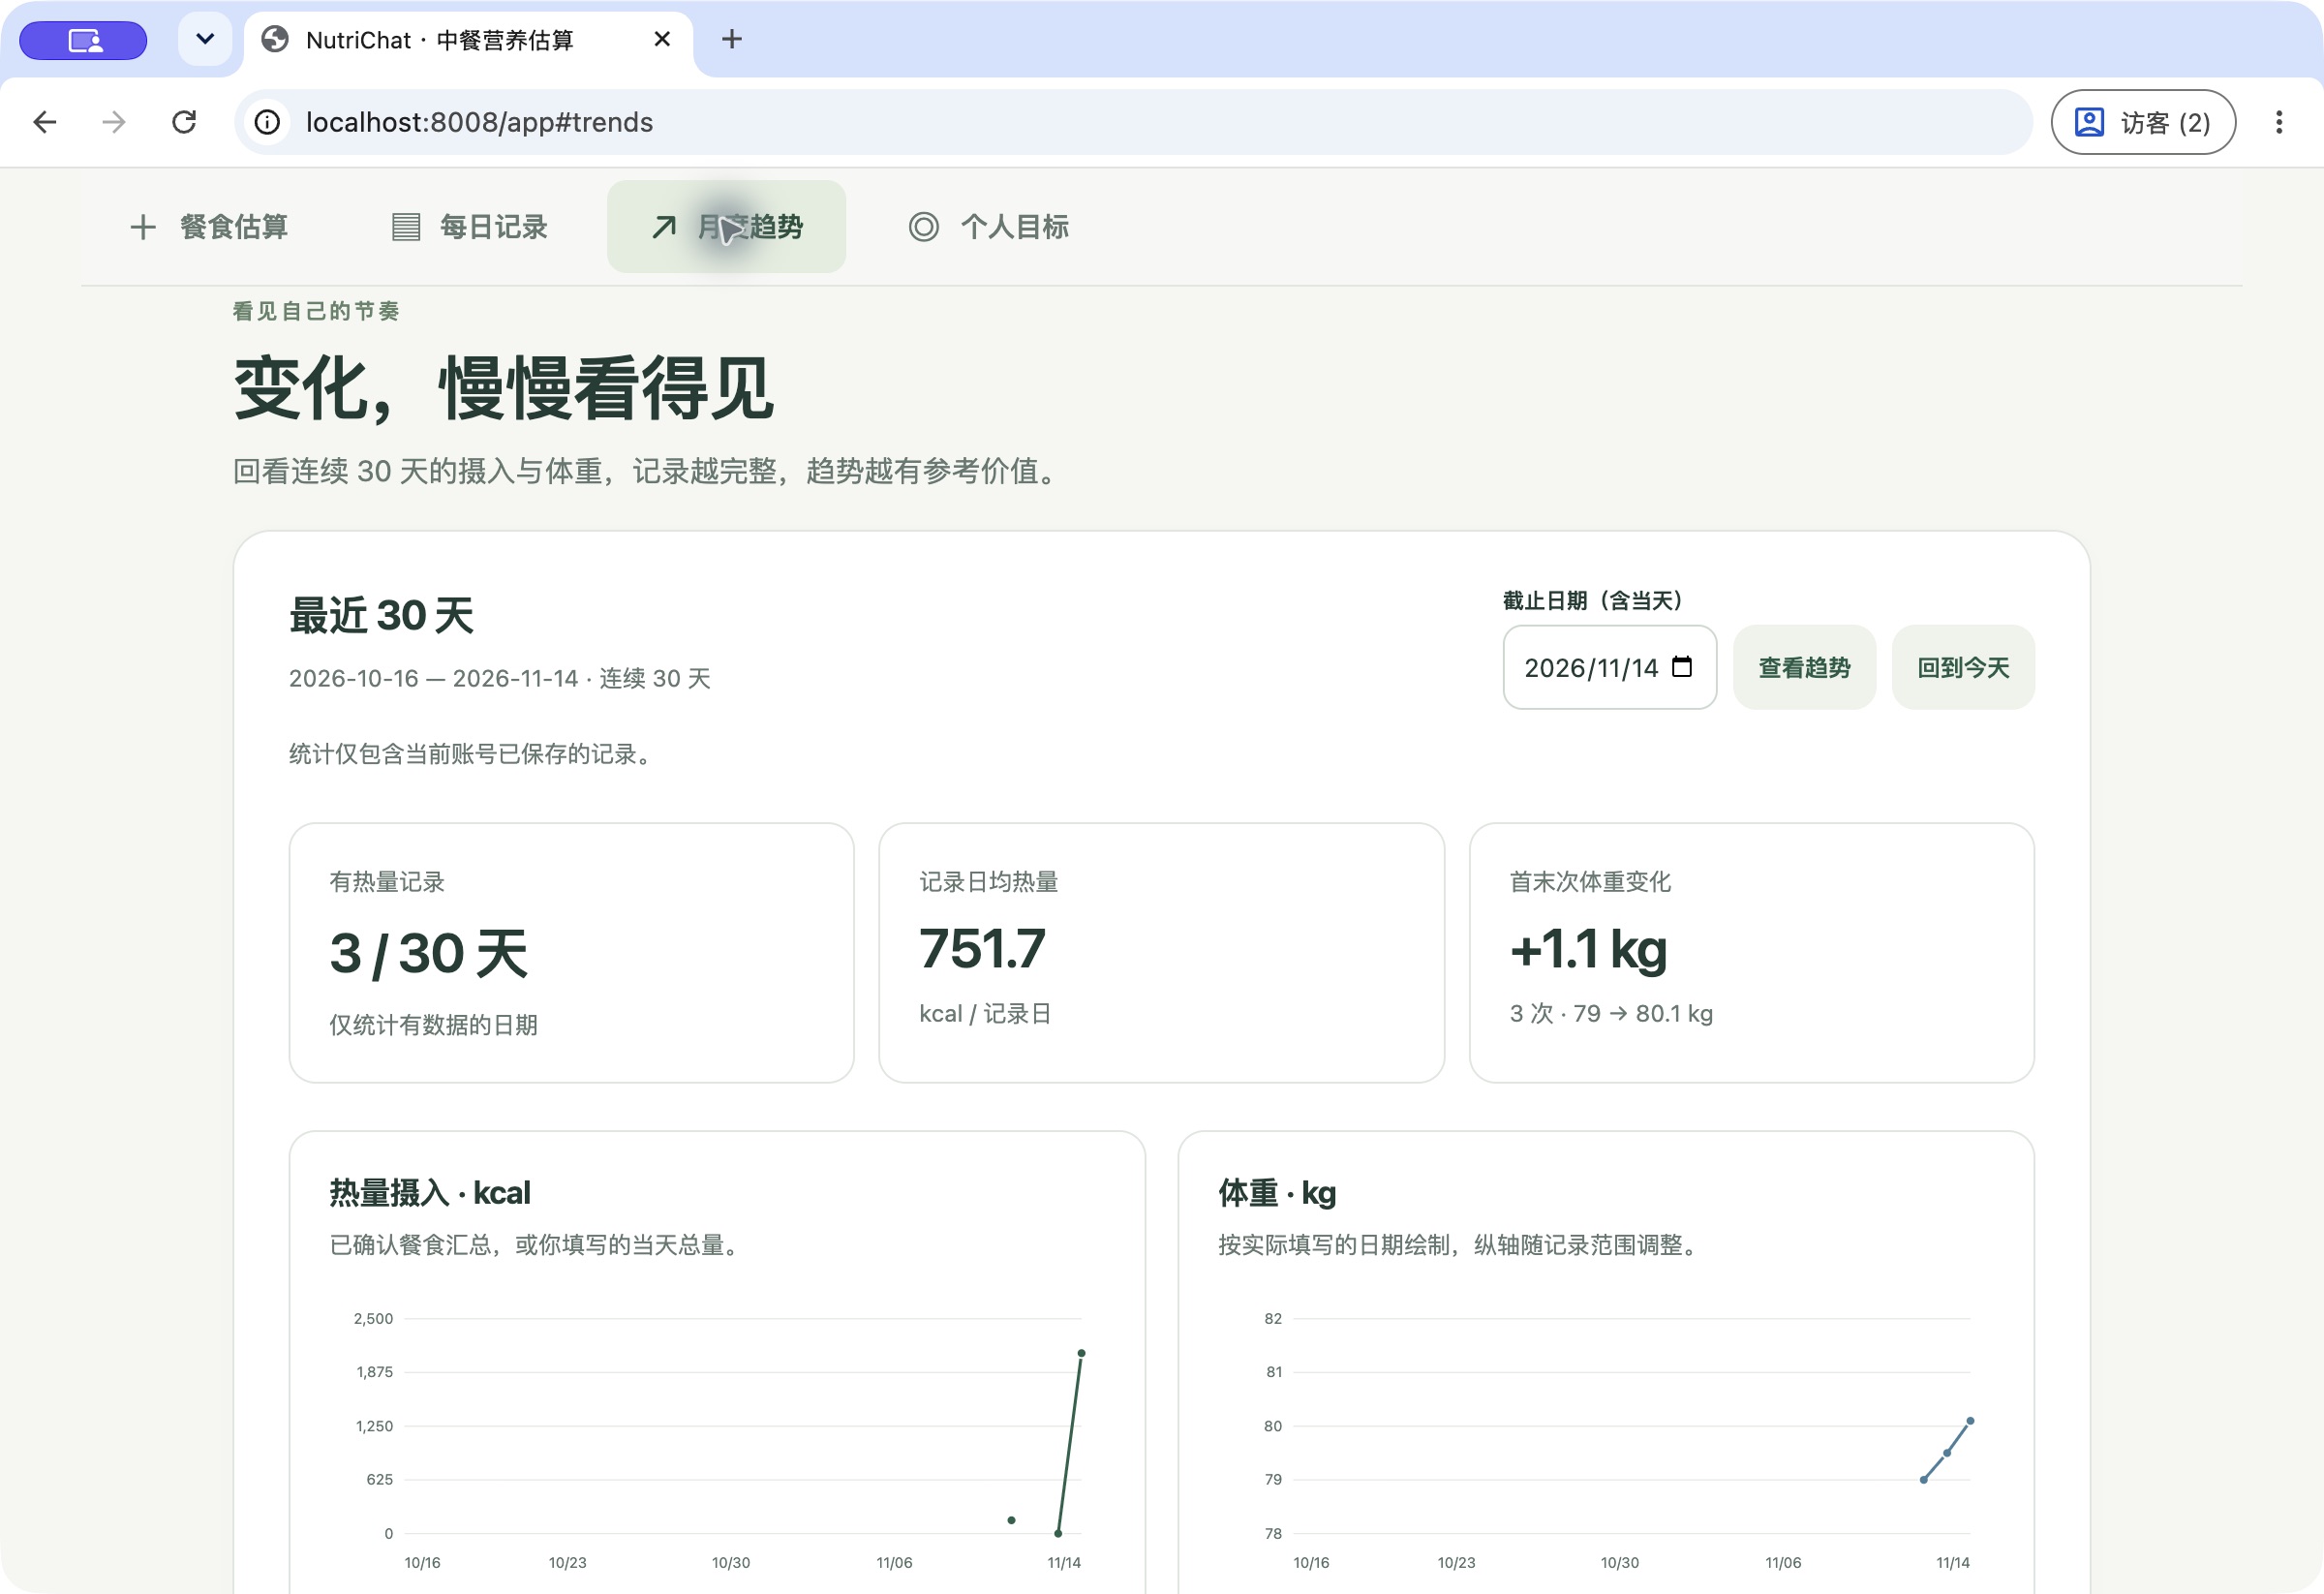 NutriChat · 中餐营养估算
localhost:8008/app#trends
访客 (2)
餐食估算
每日记录
月度趋势
个人目标
看见自己的节奏
变化，慢慢看得见
回看连续 30 天的摄入与体重，记录越完整，趋势越有参考价值。
最近 30 天
2026-10-16 — 2026-11-14 · 连续 30 天
截止日期（含当天）
2026/11/14
查看趋势
回到今天
统计仅包含当前账号已保存的记录。
有热量记录
3 / 30 天
仅统计有数据的日期
记录日均热量
751.7
kcal / 记录日
首末次体重变化
+1.1 kg
3 次 · 79 → 80.1 kg
热量摄入 · kcal
已确认餐食汇总，或你填写的当天总量。
2,500
1,875
1,250
625
0
10/16
10/23
10/30
11/06
11/14
体重 · kg
按实际填写的日期绘制，纵轴随记录范围调整。
82
81
80
79
78
10/16
10/23
10/30
11/06
11/14